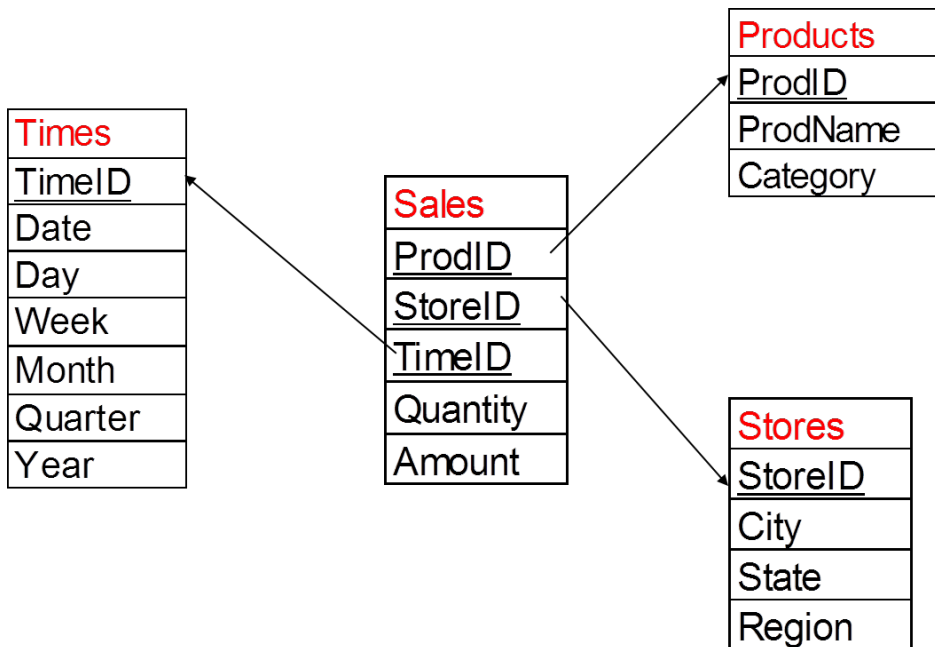 Times
TimeID
Date
Day
Week
Month
Quarter
Year
Sales
ProdID
StoreID
TimeID
Quantity
Amount
Products
ProdID
ProdName
Category
Stores
StoreID
City
State
Region